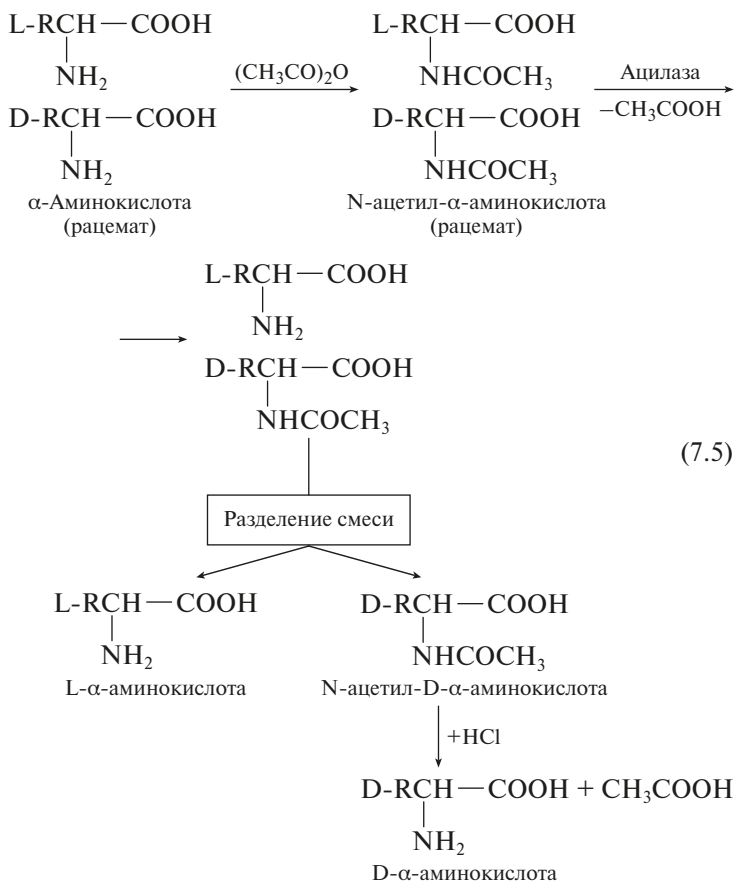 L-RCH—COOH
NH₂
D-RCH—COOH
NH₂
α-Аминокислота
(рацемат)
(CH₃CO)₂O
L-RCH—COOH
NHCOCH₃
D-RCH—COOH
NHCOCH₃
N-ацетил-α-аминокислота
(рацемат)
Ацилаза
–CH₃COOH
L-RCH—COOH
NH₂
D-RCH—COOH
NHCOCH₃
(7.5)
Разделение смеси
L-RCH—COOH
NH₂
L-α-аминокислота
D-RCH—COOH
NHCOCH₃
N-ацетил-D-α-аминокислота
+HCl
D-RCH—COOH + CH₃COOH
NH₂
D-α-аминокислота